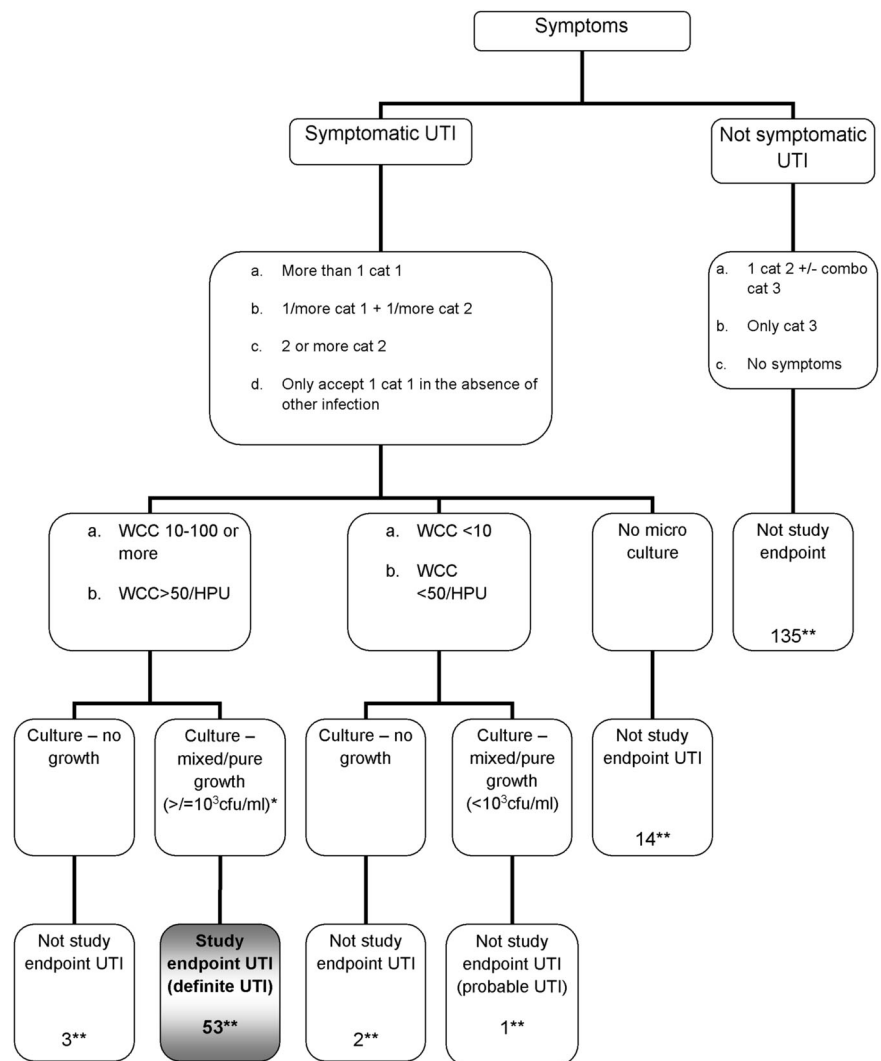 Symptoms
Symptomatic UTI
Not symptomatic
UTI
a. More than 1 cat 1
b. 1/more cat 1 + 1/more cat 2
c. 2 or more cat 2
d. Only accept 1 cat 1 in the absence of
other infection
a. 1 cat 2 +/- combo
cat 3
b. Only cat 3
c. No symptoms
a. WCC 10-100 or
more
b. WCC>50/HPU
a. WCC <10
b. WCC
<50/HPU
No micro
culture
Not study
endpoint
135**
Culture – no
growth
Culture –
mixed/pure
growth
(>/=10³cfu/ml)*
Culture – no
growth
Culture –
mixed/pure
growth
(<10³cfu/ml)
Not study
endpoint UTI
14**
Not study
endpoint UTI
3**
Study
endpoint UTI
(definite UTI)
53**
Not study
endpoint UTI
2**
Not study
endpoint UTI
(probable UTI)
1**